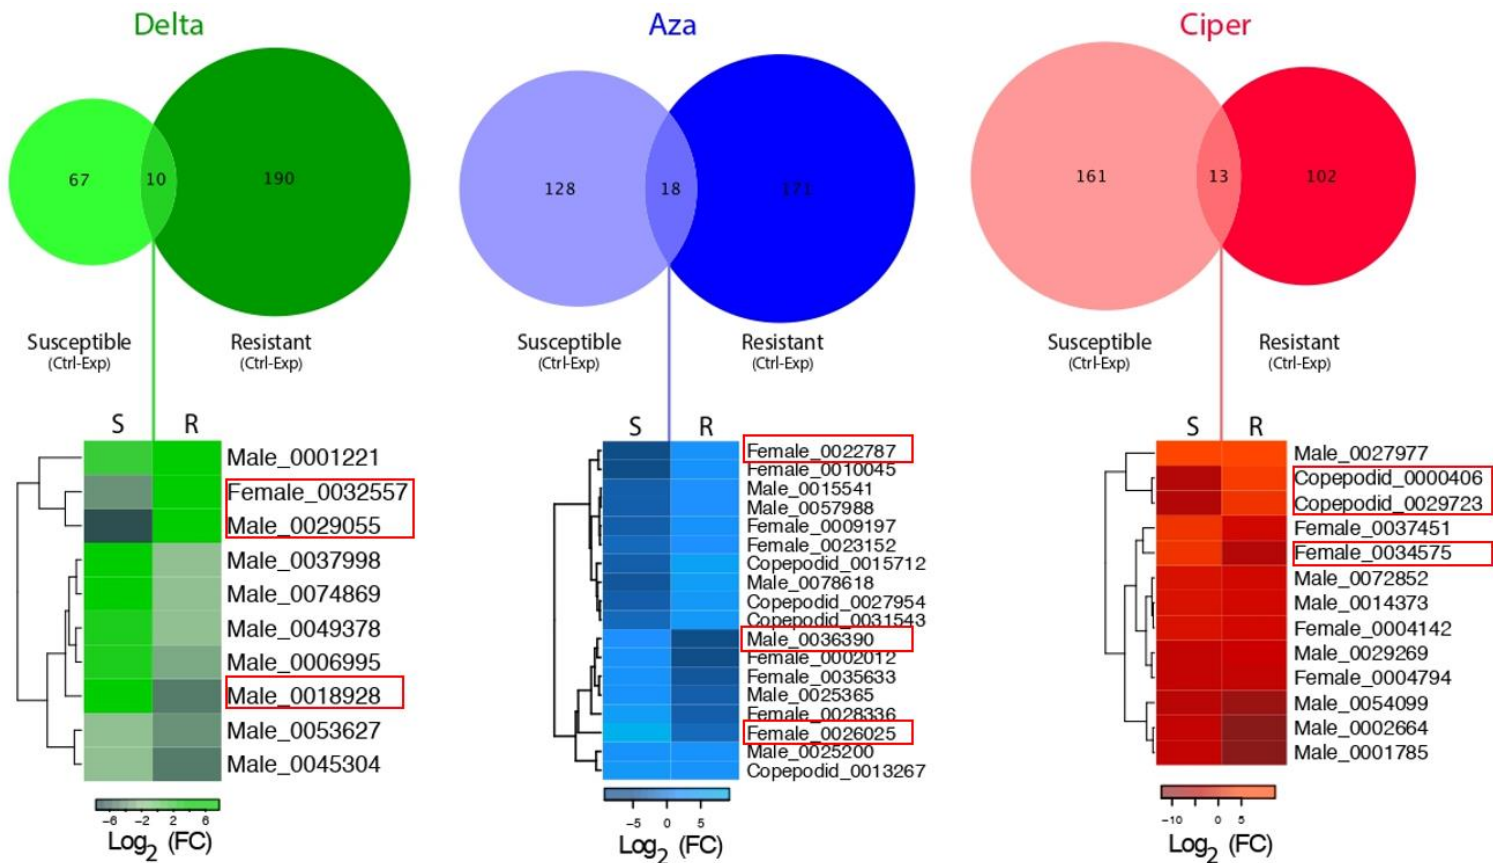 Delta
67
10
190
Susceptible
(Ctrl-Exp)
Resistant
(Ctrl-Exp)
S R
Male_0001221
Female_0032557
Male_0029055
Male_0037998
Male_0074869
Male_0049378
Male_0006995
Male_0018928
Male_0053627
Male_0045304
−6 −2 2 6
Log2 (FC)
Aza
128
18
171
Susceptible
(Ctrl-Exp)
Resistant
(Ctrl-Exp)
S R
Female_0022787
Female_0010045
Male_0015541
Male_0057988
Female_0009197
Female_0023152
Copepodid_0015712
Male_0078618
Copepodid_0027954
Copepodid_0031543
Male_0036390
Female_0002012
Female_0035633
Male_0025365
Female_0028336
Female_0026025
Male_0025200
Copepodid_0013267
−5 0 5
Log2 (FC)
Ciper
161
13
102
Susceptible
(Ctrl-Exp)
Resistant
(Ctrl-Exp)
S R
Male_0027977
Copepodid_0000406
Copepodid_0029723
Female_0037451
Female_0034575
Male_0072852
Male_0014373
Female_0004142
Male_0029269
Female_0004794
Male_0054099
Male_0002664
Male_0001785
−10 0 5
Log2 (FC)